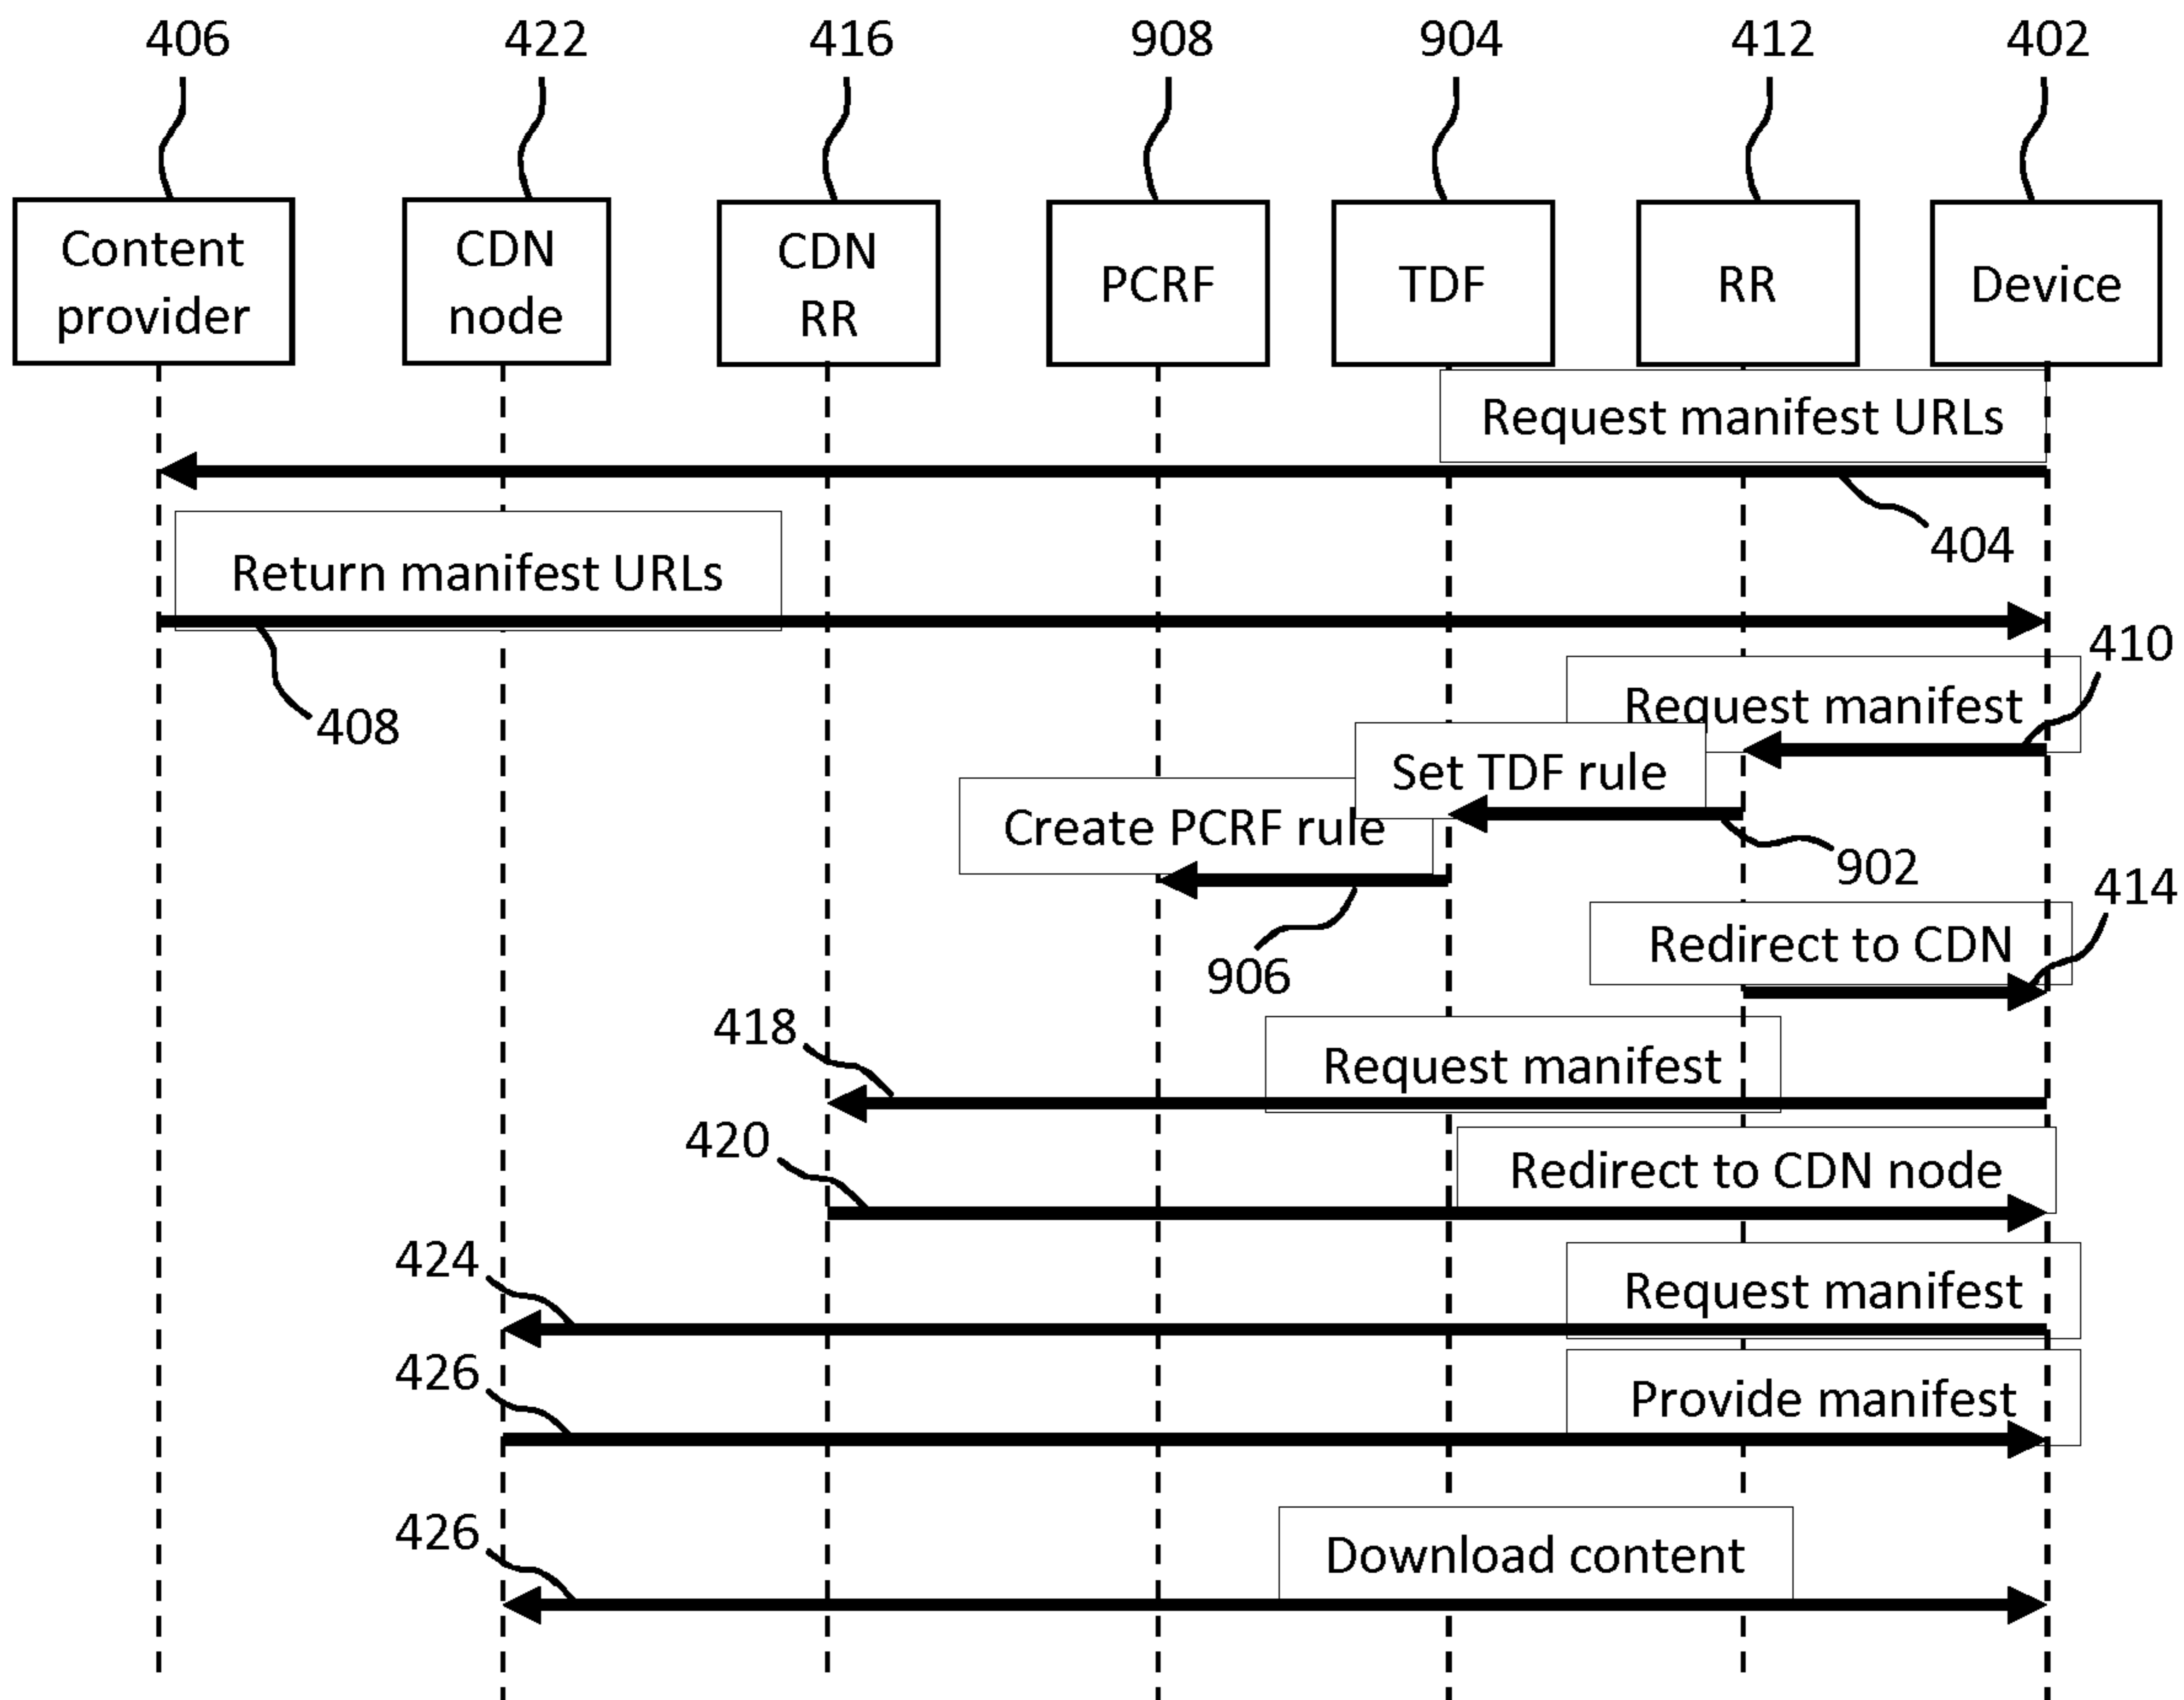 406
422
416
908
904
412
402
Content
provider
CDN
node
CDN
RR
PCRF
TDF
RR
Device
Request manifest URLs
404
Return manifest URLs
408
410
Request manifest
Set TDF rule
Create PCRF rule
902
906
414
Redirect to CDN
418
Request manifest
420
Redirect to CDN node
424
Request manifest
426
Provide manifest
426
Download content